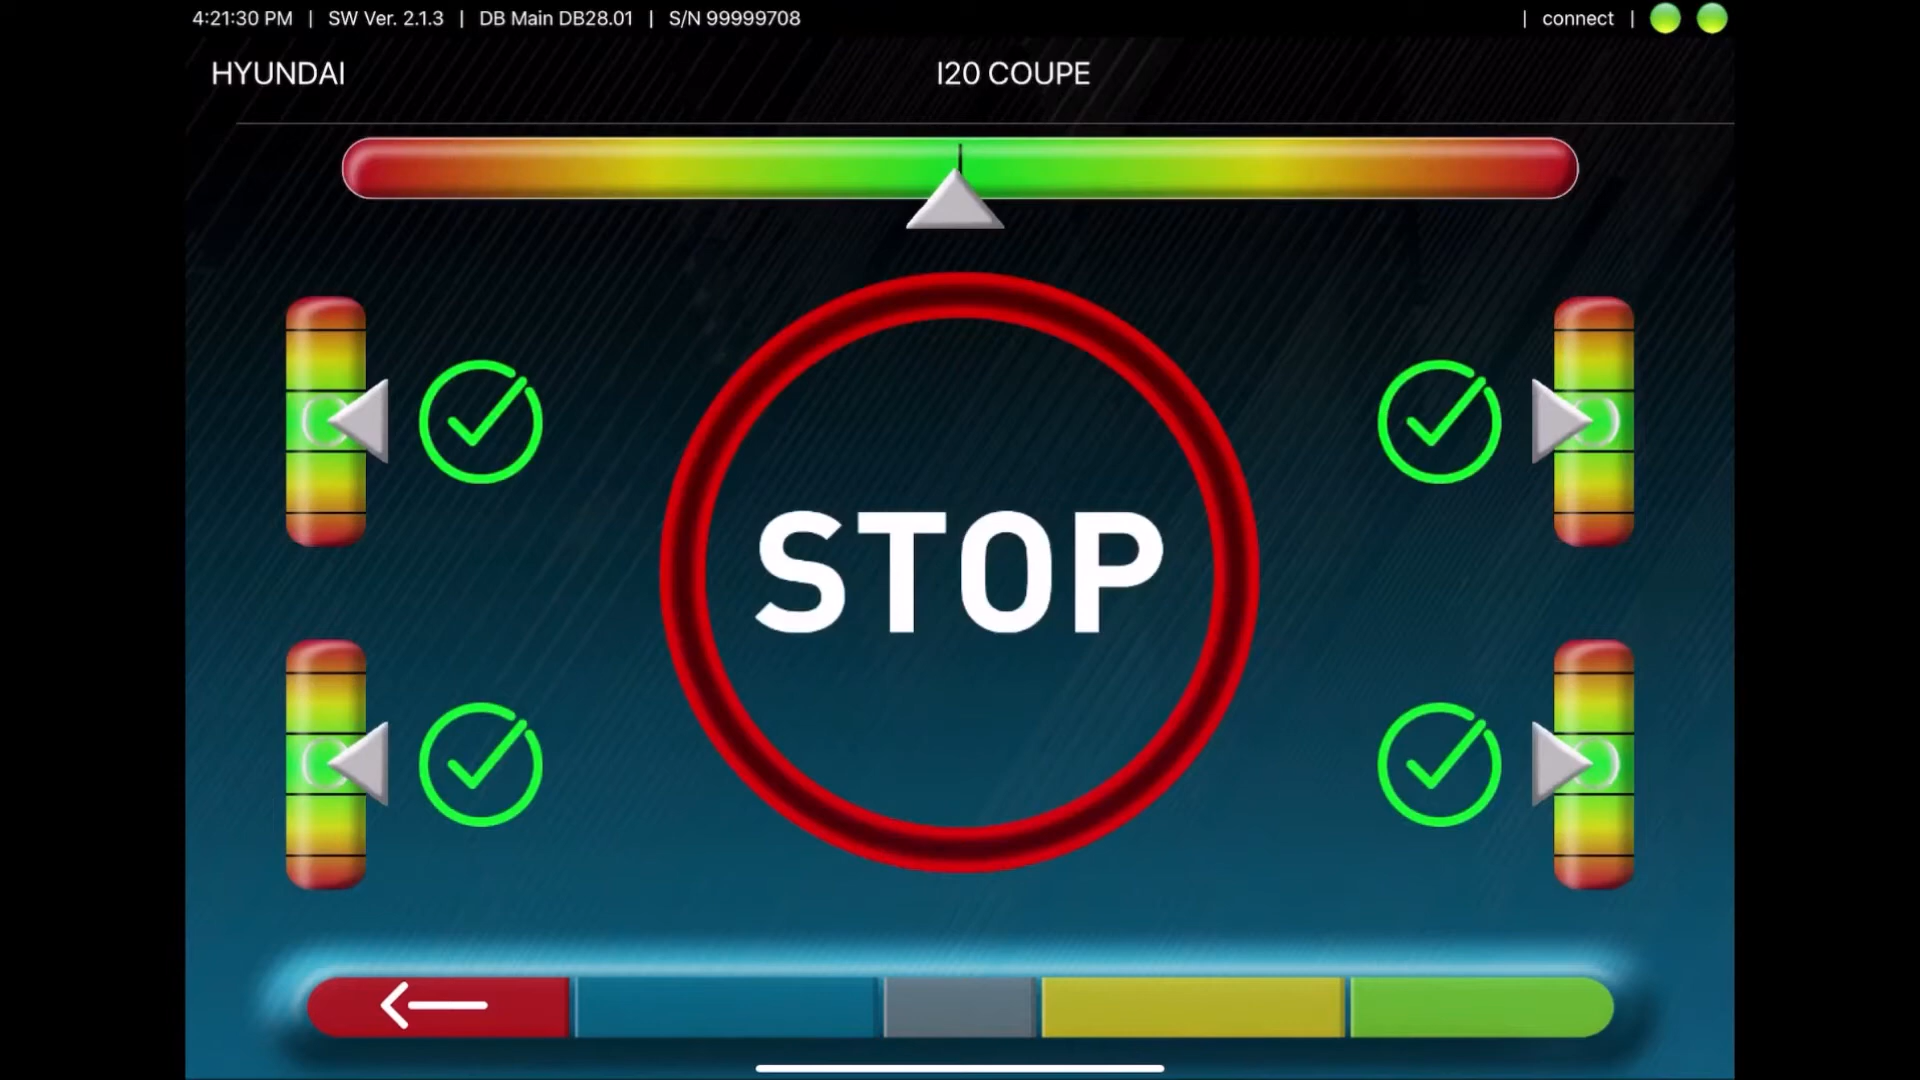 4:21:30 PM | SW Ver. 2.1.3 | DB Main DB28.01 | S/N 99999708 | connect |
HYUNDAI I20 COUPE
STOP